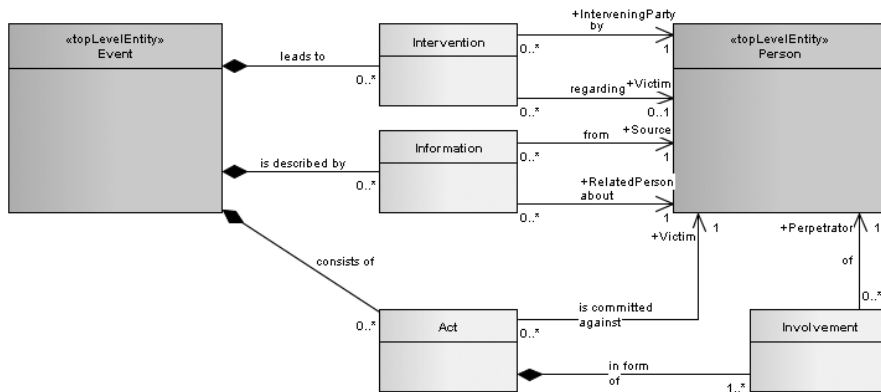 «topLevelEntity»
Event
leads to
0..*
Intervention
+InterveningParty
by
0..*
1
«topLevelEntity»
Person
regarding
+Victim
0..*
0..1
is described by
0..*
Information
from
+Source
0..*
1
+RelatedPerson
about
0..*
1
+Victim
1
+Perpetrator
1
consists of
of
0..*
Act
is committed
against
0..*
0..*
Involvement
in form
of
1..*